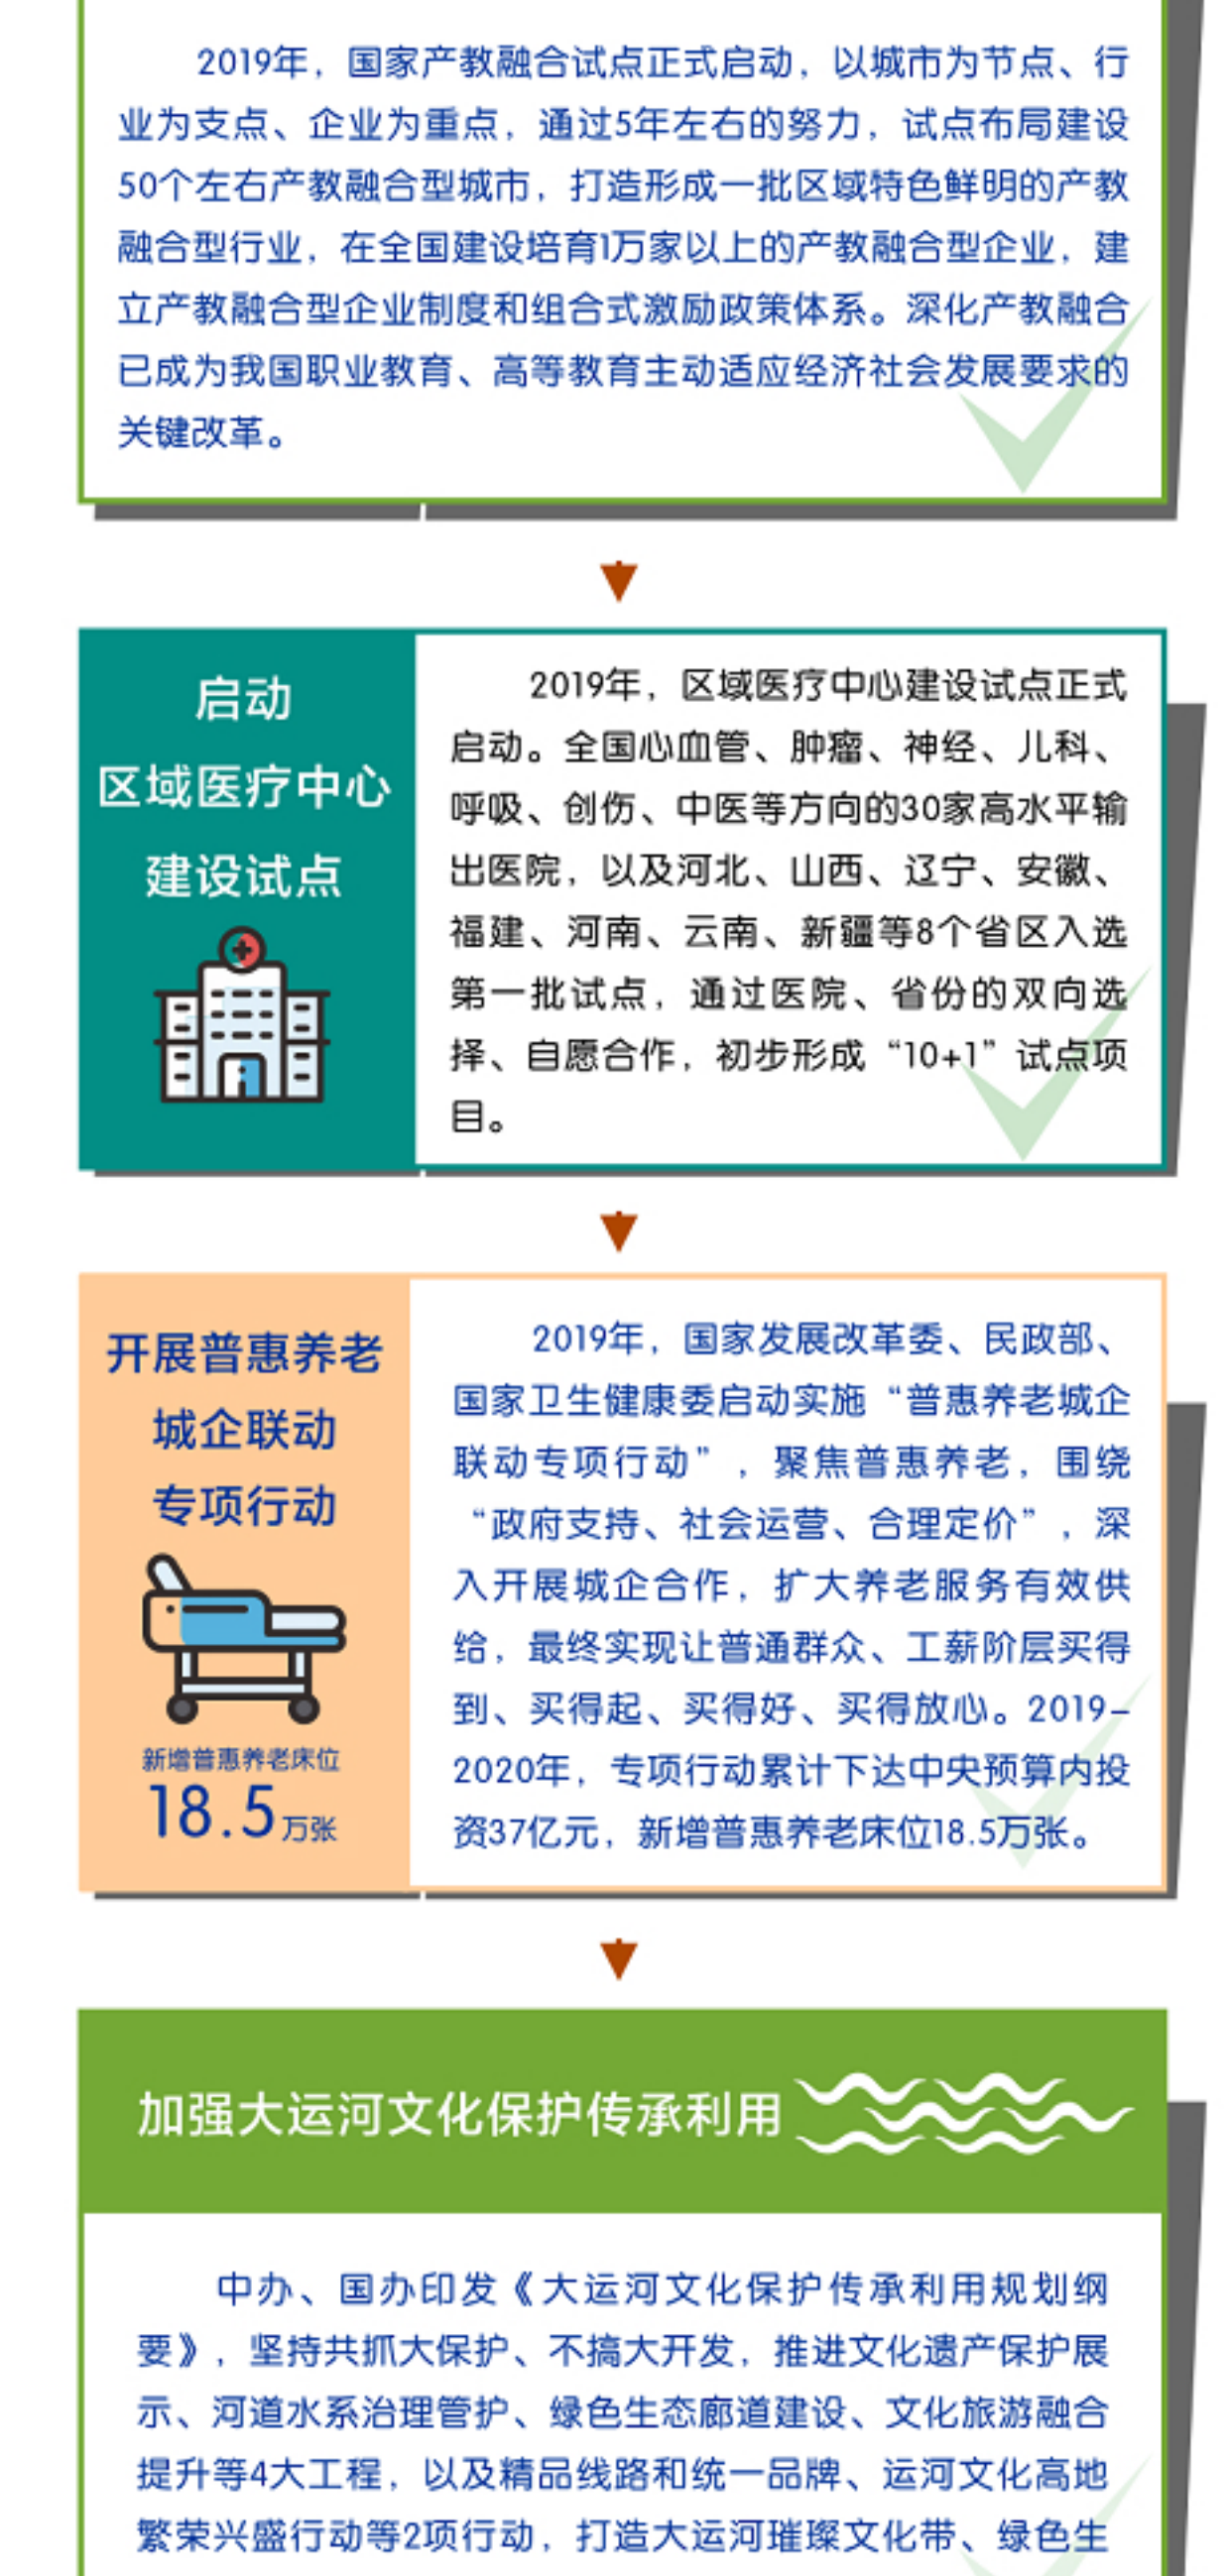 2019年，国家产教融合试点正式启动，以城市为节点、行
业为支点、企业为重点，通过5年左右的努力，试点布局建设
50个左右产教融合型城市，打造形成一批区域特色鲜明的产教
融合型行业，在全国建设培育1万家以上的产教融合型企业，建
立产教融合型企业制度和组合式激励政策体系。深化产教融合
已成为我国职业教育、高等教育主动适应经济社会发展要求的
关键改革。
启动
区域医疗中心
建设试点
2019年，区域医疗中心建设试点正式
启动。全国心血管、肿瘤、神经、儿科、
呼吸、创伤、中医等方向的30家高水平输
出医院，以及河北、山西、辽宁、安徽、
福建、河南、云南、新疆等8个省区入选
第一批试点，通过医院、省份的双向选
择、自愿合作，初步形成“10+1”试点项
目。
开展普惠养老
城企联动
专项行动
新增普惠养老床位
18.5万张
2019年，国家发展改革委、民政部、
国家卫生健康委启动实施“普惠养老城企
联动专项行动”，聚焦普惠养老，围绕
“政府支持、社会运营、合理定价”，深
入开展城企合作，扩大养老服务有效供
给，最终实现让普通群众、工薪阶层买得
到、买得起、买得好、买得放心。2019-
2020年，专项行动累计下达中央预算内投
资37亿元，新增普惠养老床位18.5万张。
加强大运河文化保护传承利用
中办、国办印发《大运河文化保护传承利用规划纲
要》，坚持共抓大保护、不搞大开发，推进文化遗产保护展
示、河道水系治理管护、绿色生态廊道建设、文化旅游融合
提升等4大工程，以及精品线路和统一品牌、运河文化高地
繁荣兴盛行动等2项行动，打造大运河璀璨文化带、绿色生